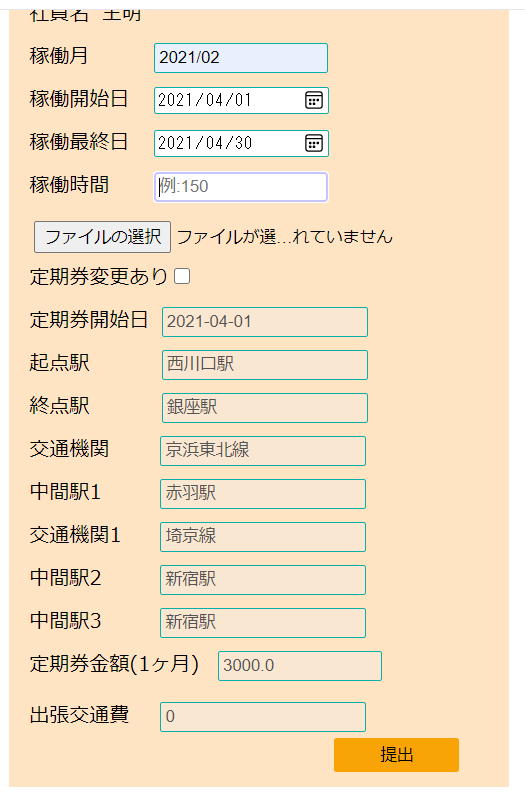 社員名 王明
稼働月 2021/02
稼働開始日 2021/04/01
稼働最終日 2021/04/30
稼働時間 例:150
ファイルの選択 ファイルが選...れていません
定期券変更あり
定期券開始日 2021-04-01
起点駅 西川口駅
終点駅 銀座駅
交通機関 京浜東北線
中間駅1 赤羽駅
交通機関1 埼京線
中間駅2 新宿駅
中間駅3 新宿駅
定期券金額(1ヶ月) 3000.0
出張交通費 0
提出